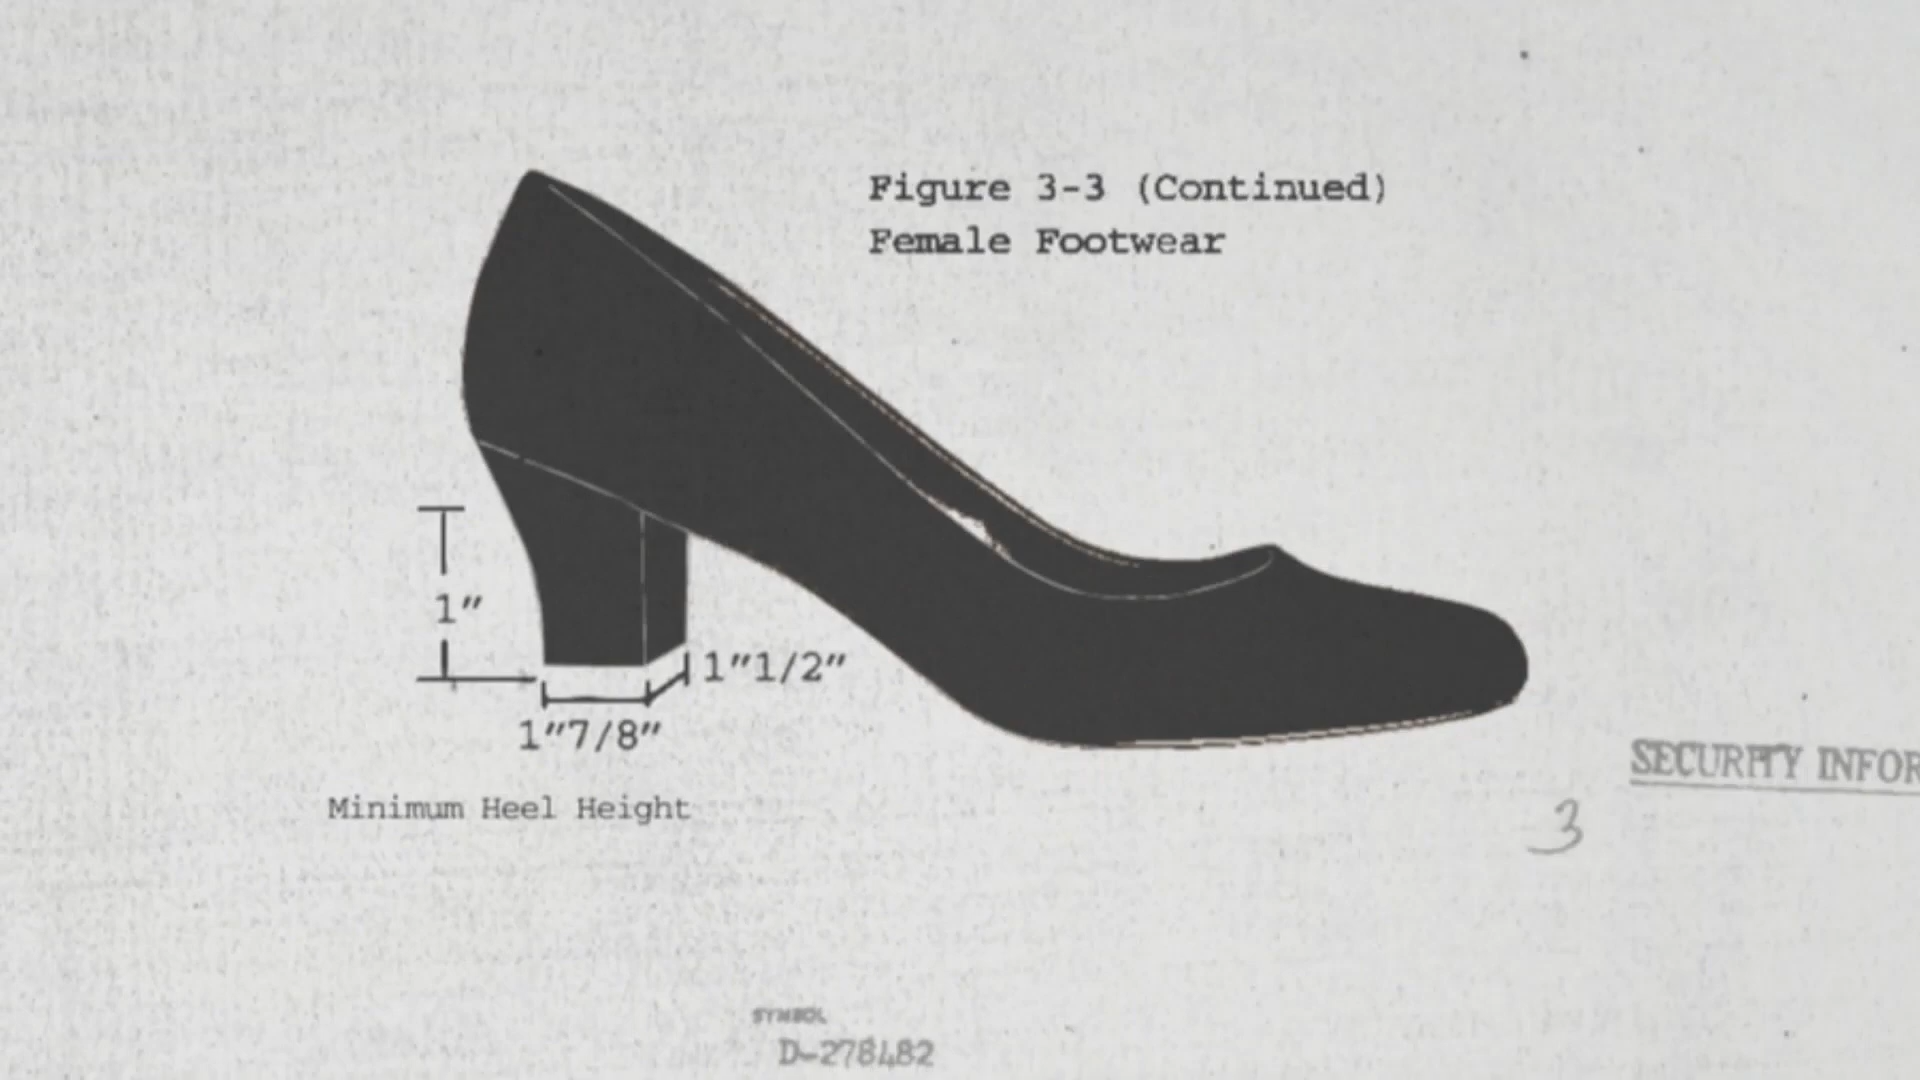 Figure 3-3 (Continued)
Female Footwear
1"
1"1/2"
1"7/8"
Minimum Heel Height
SECURITY INFOR
3
SYMBOL
D-278482